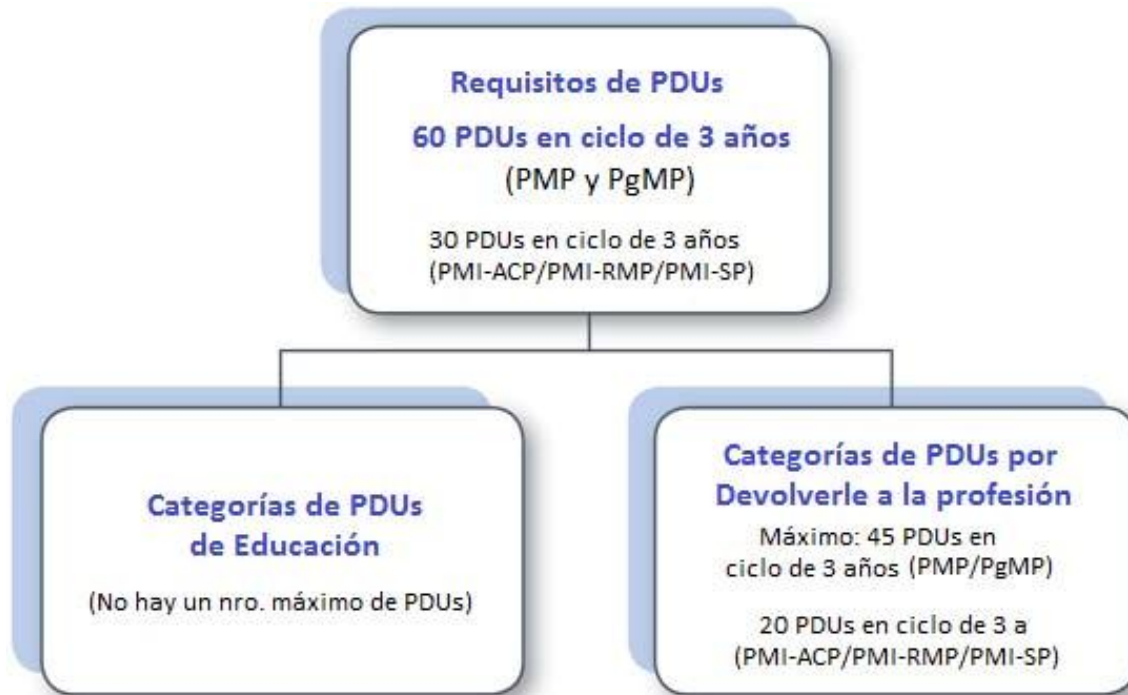 Requisitos de PDUs
60 PDUs en ciclo de 3 años
(PMP y PgMP)
30 PDUs en ciclo de 3 años
(PMI-ACP/PMI-RMP/PMI-SP)
Categorías de PDUs
de Educación
(No hay un nro. máximo de PDUs)
Categorías de PDUs por
Devolverle a la profesión
Máximo: 45 PDUs en
ciclo de 3 años (PMP/PgMP)
20 PDUs en ciclo de 3 a
(PMI-ACP/PMI-RMP/PMI-SP)